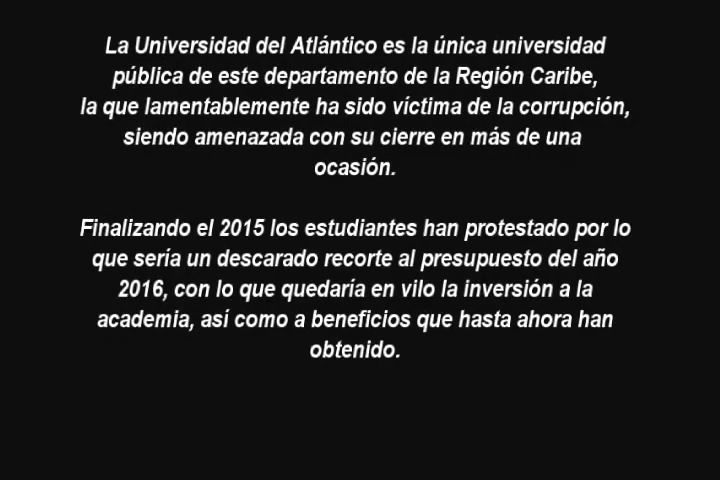 La Universidad del Atlántico es la única universidad
pública de este departamento de la Región Caribe,
la que lamentablemente ha sido víctima de la corrupción,
siendo amenazada con su cierre en más de una
ocasión.
Finalizando el 2015 los estudiantes han protestado por lo
que sería un descarado recorte al presupuesto del año
2016, con lo que quedaría en vilo la inversión a la
academia, así como a beneficios que hasta ahora han
obtenido.